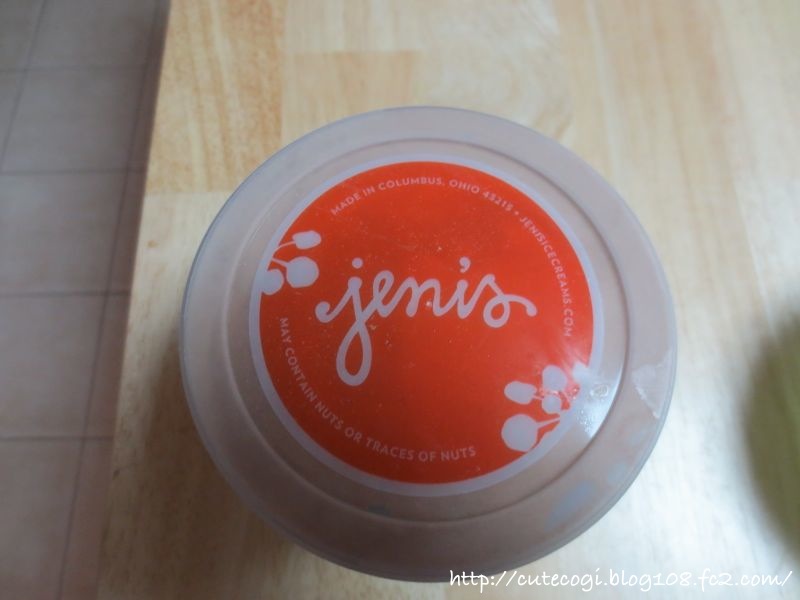 MADE IN COLUMBUS, OHIO 43215 • JENISICECREAMS.COM
jeni's
MAY CONTAIN NUTS OR TRACES OF NUTS
http://cutecogi.blog108.fc2.com/